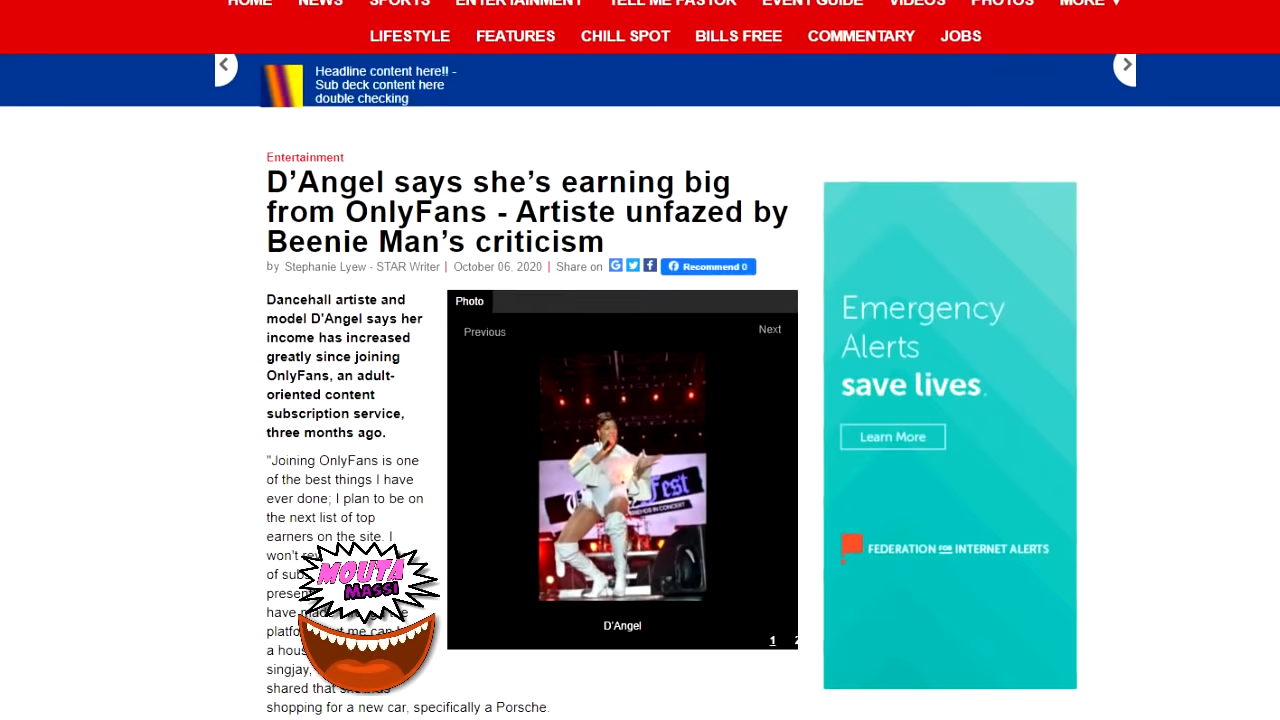 HOME NEWS SPORTS ENTERTAINMENT TELL ME PASTOR EVENT GUIDE VIDEOS PHOTOS MORE ▼
LIFESTYLE FEATURES CHILL SPOT BILLS FREE COMMENTARY JOBS
Headline content here!! -
Sub deck content here
double checking
Entertainment
D’Angel says she’s earning big
from OnlyFans - Artiste unfazed by
Beenie Man’s criticism
by Stephanie Lyew - STAR Writer | October 06, 2020 | Share on Recommend 0
Dancehall artiste and
model D’Angel says her
income has increased
greatly since joining
OnlyFans, an adult-
oriented content
subscription service,
three months ago.
"Joining OnlyFans is one
of the best things I have
ever done; I plan to be on
the next list of top
earners on the site. I
won't
of
have
a
singjay,
shared that
shopping for a new car, specifically a Porsche.
MOUTA
MASSI
Photo
Previous
Next
Fest
D'Angel
1 2
Emergency
Alerts
save lives.
Learn More
FEDERATION FOR INTERNET ALERTS